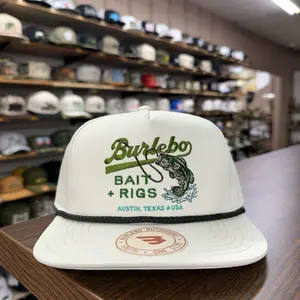 Burlebo
BAIT
+ RIGS
AUSTIN, TEXAS ★ USA